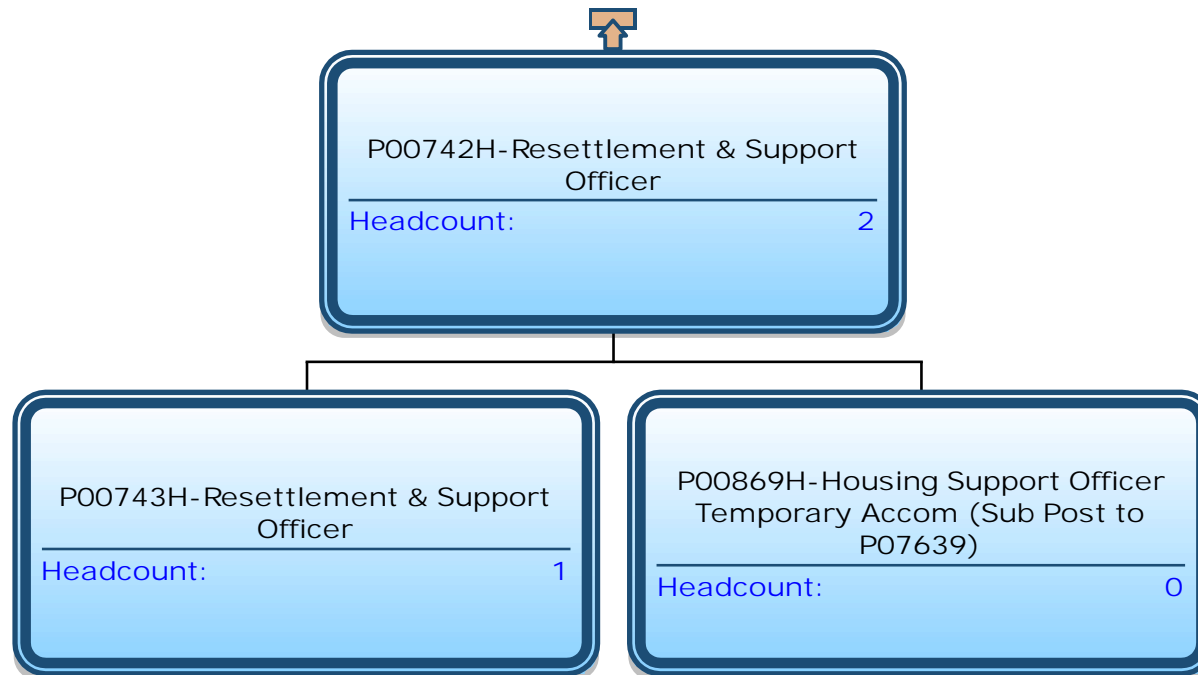 P00742H-Resettlement & Support
Officer
Headcount: 2
P00743H-Resettlement & Support
Officer
Headcount: 1
P00869H-Housing Support Officer
Temporary Accom (Sub Post to
P07639)
Headcount: 0